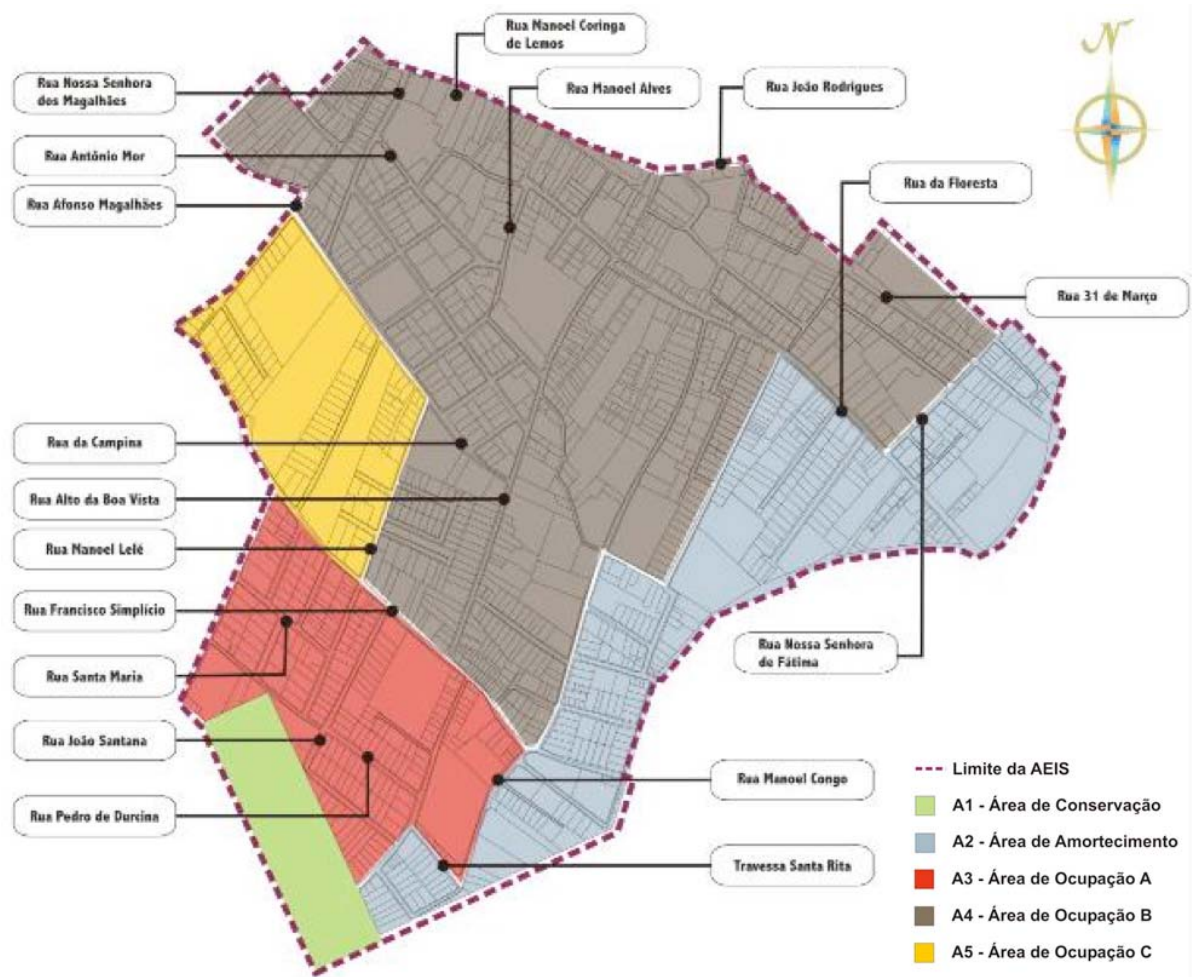 Rua Manoel Coringa
de Lemos
N
Rua Nossa Senhora
dos Magalhães
Rua Manoel Alves
Rua João Rodrigues
Rua Antônio Mor
Rua da Floresta
Rua Afonso Magalhães
Rua 31 de Março
Rua da Campina
Rua Alto da Boa Vista
Rua Manoel Lelé
Rua Francisco Simplício
Rua Nossa Senhora
de Fátima
Rua Santa Maria
Rua João Santana
Rua Manoel Congo
Rua Pedro de Durcina
Travessa Santa Rita
Limite da AEIS
A1 - Área de Conservação
A2 - Área de Amortecimento
A3 - Área de Ocupação A
A4 - Área de Ocupação B
A5 - Área de Ocupação C